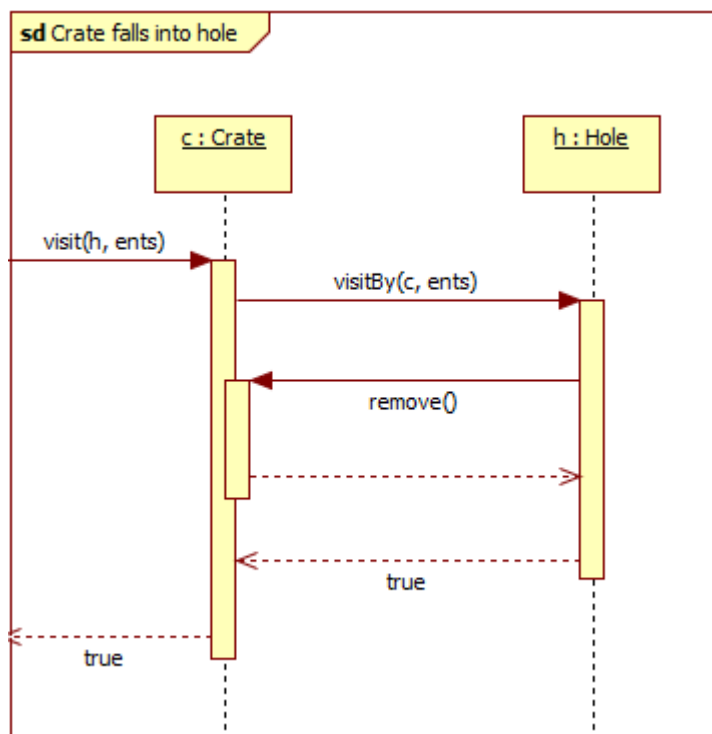 sd Crate falls into hole
c : Crate
h : Hole
visit(h, ents)
visitBy(c, ents)
remove()
true
true